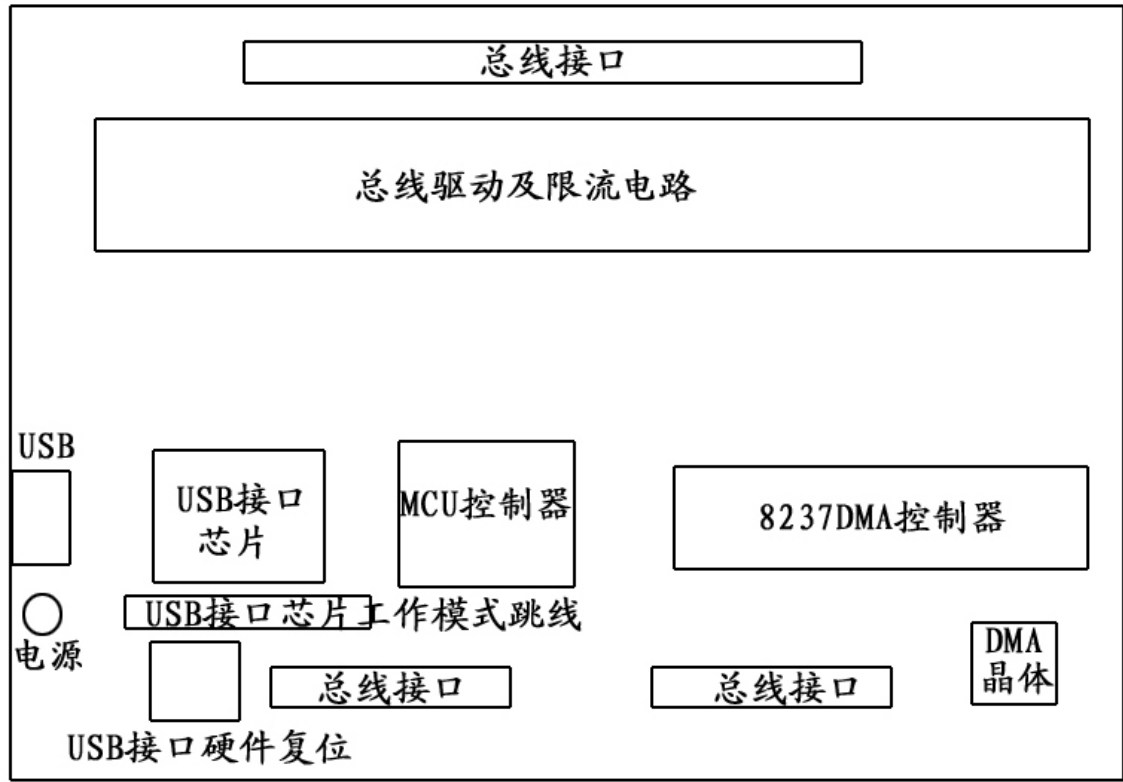 总线接口
总线驱动及限流电路
USB
USB接口
芯片
MCU控制器
8237DMA控制器
USB接口芯片工作模式跳线
电源
DMA
晶体
总线接口
总线接口
USB接口硬件复位